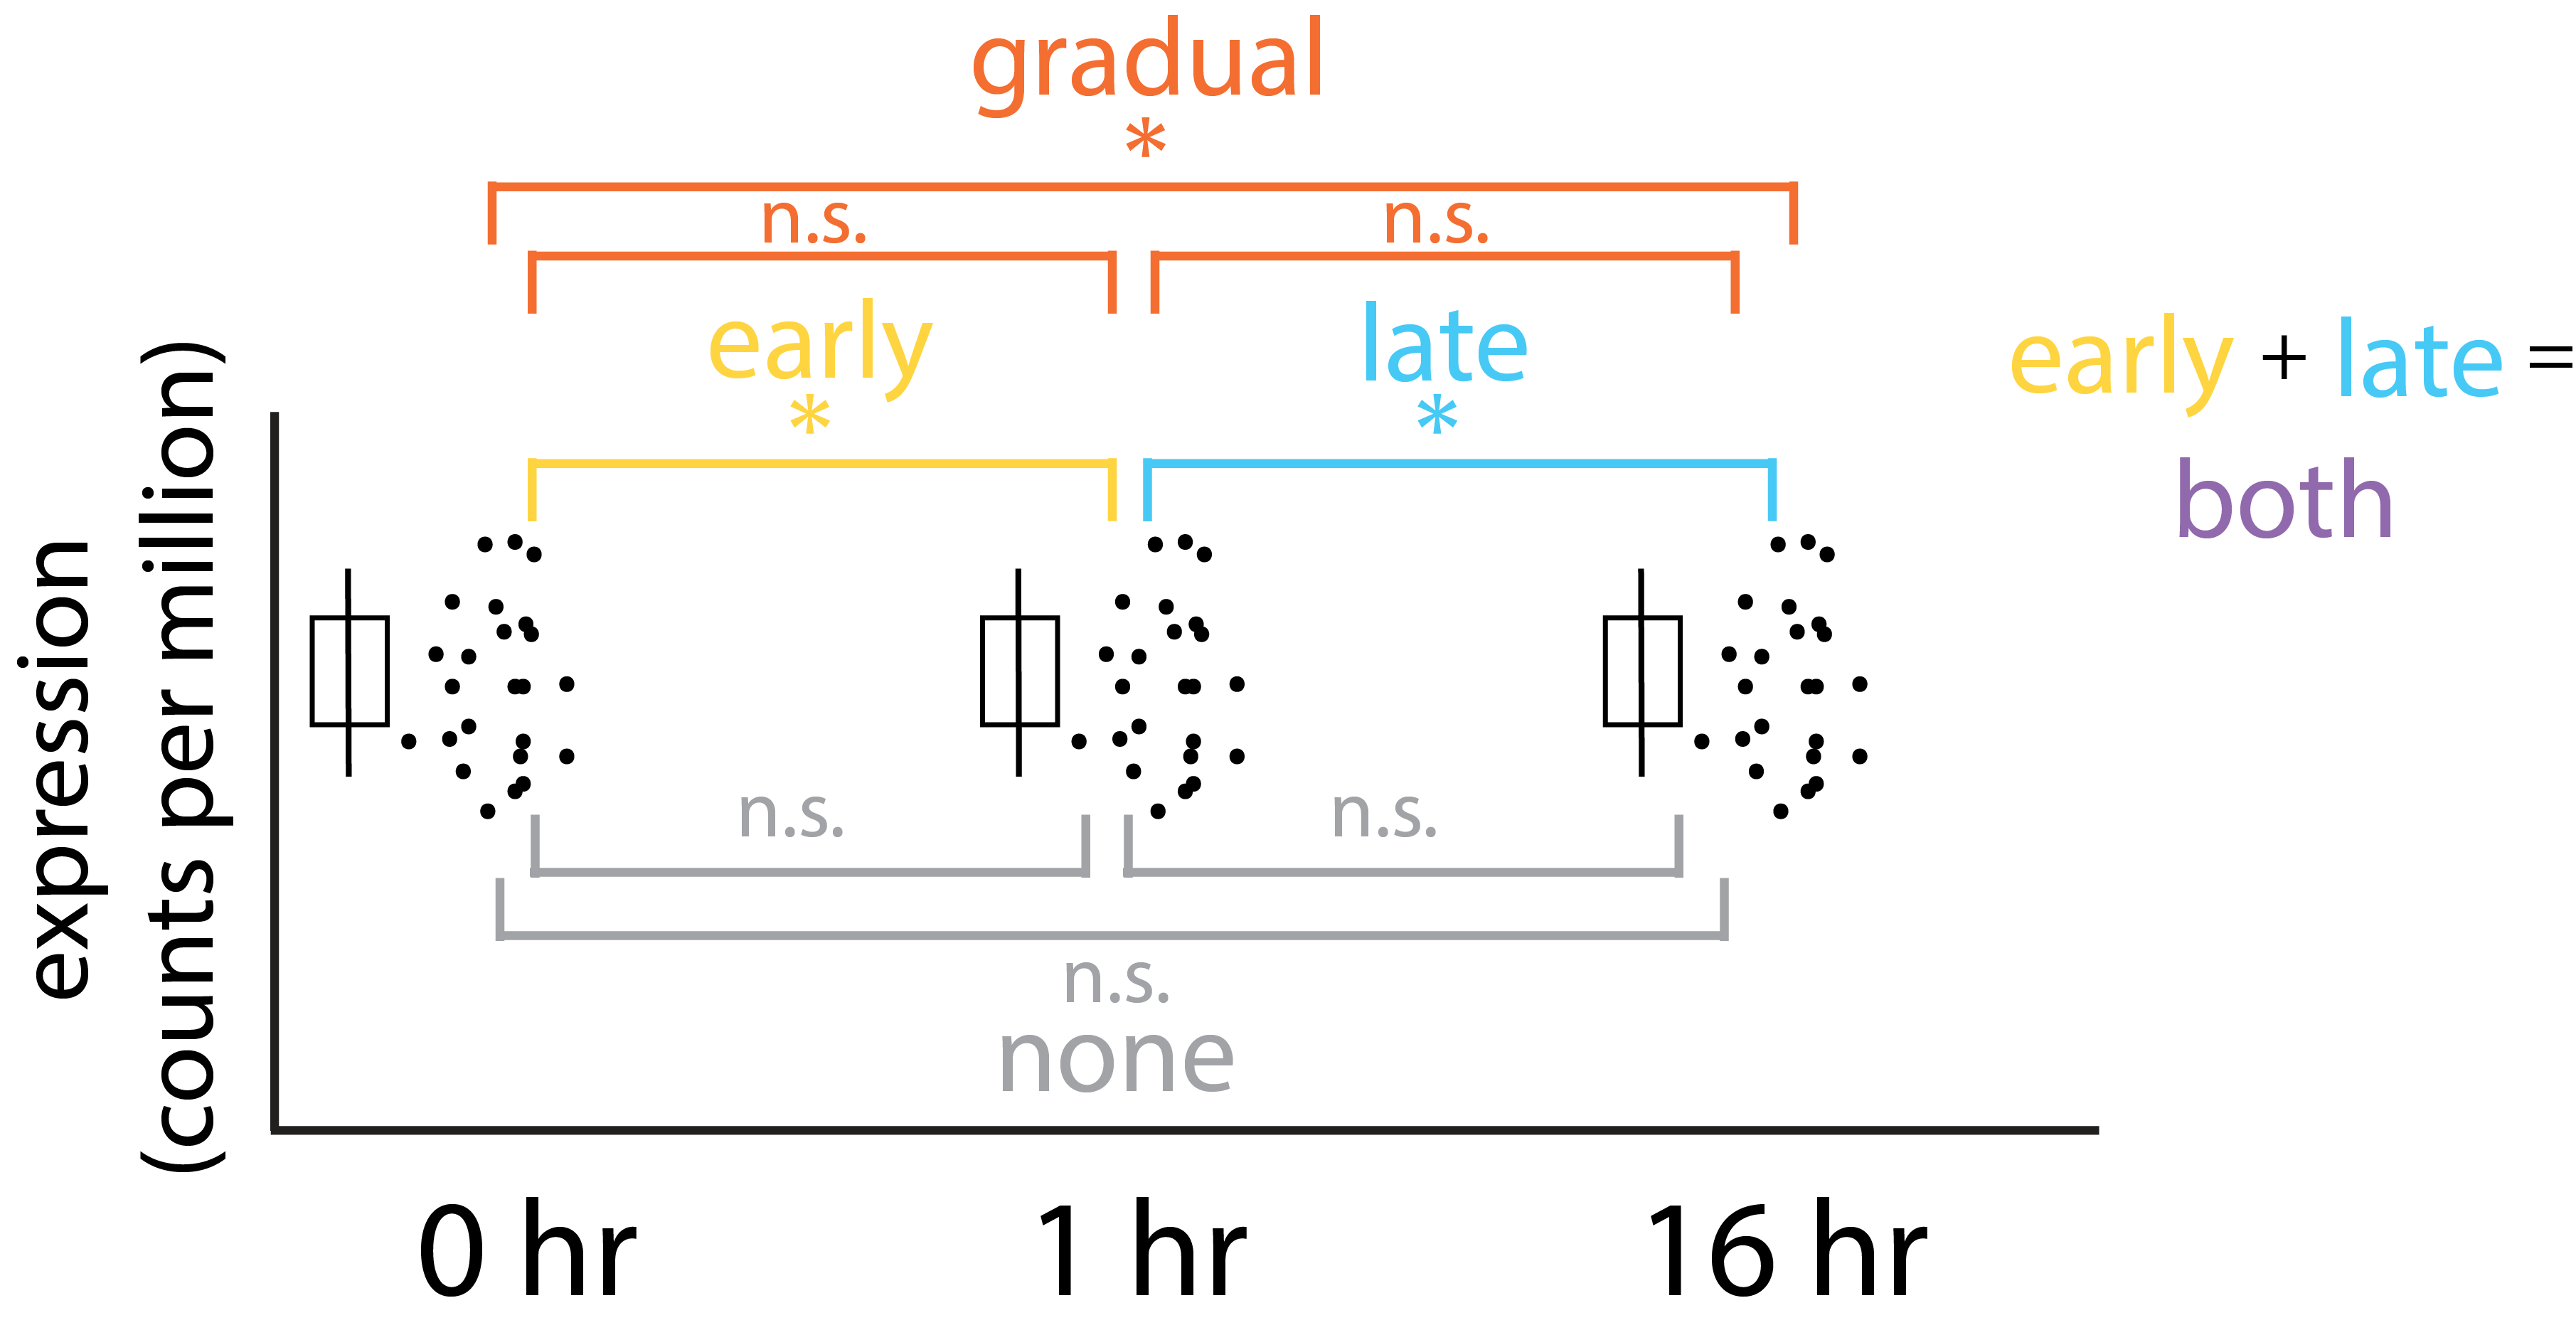 gradual
*
n.s. n.s.
early late
* *
early + late =
both
expression
(counts per million)
n.s. n.s.
n.s.
none
0 hr 1 hr 16 hr